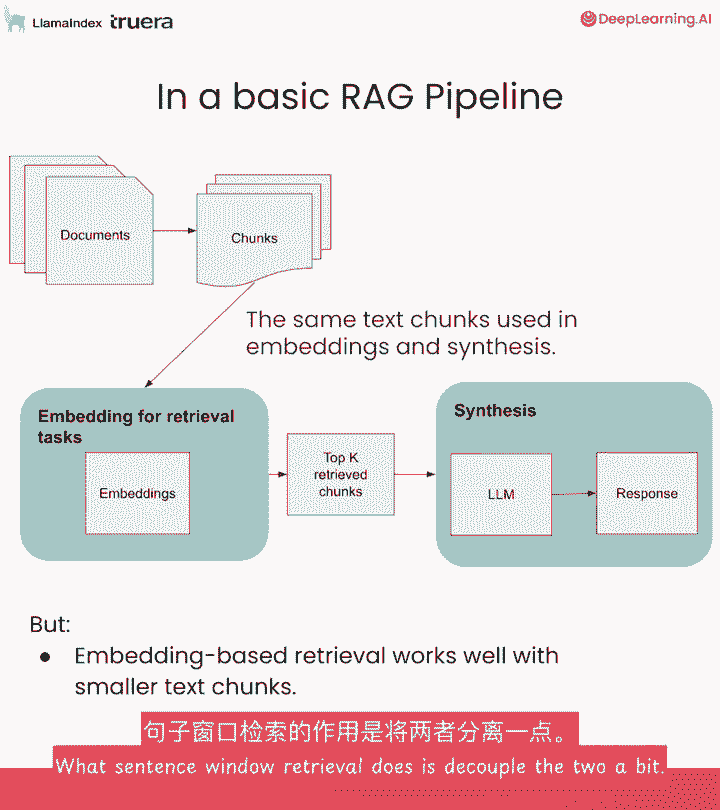 LlamaIndex truera
DeepLearning.AI
In a basic RAG Pipeline
Documents
Chunks
The same text chunks used in
embeddings and synthesis.
Embedding for retrieval
tasks
Embeddings
Top K
retrieved
chunks
Synthesis
LLM
Response
But:
● Embedding-based retrieval works well with
smaller text chunks.
句子窗口检索的作用是将两者分离一点。
What sentence window retrieval does is decouple the two a bit.